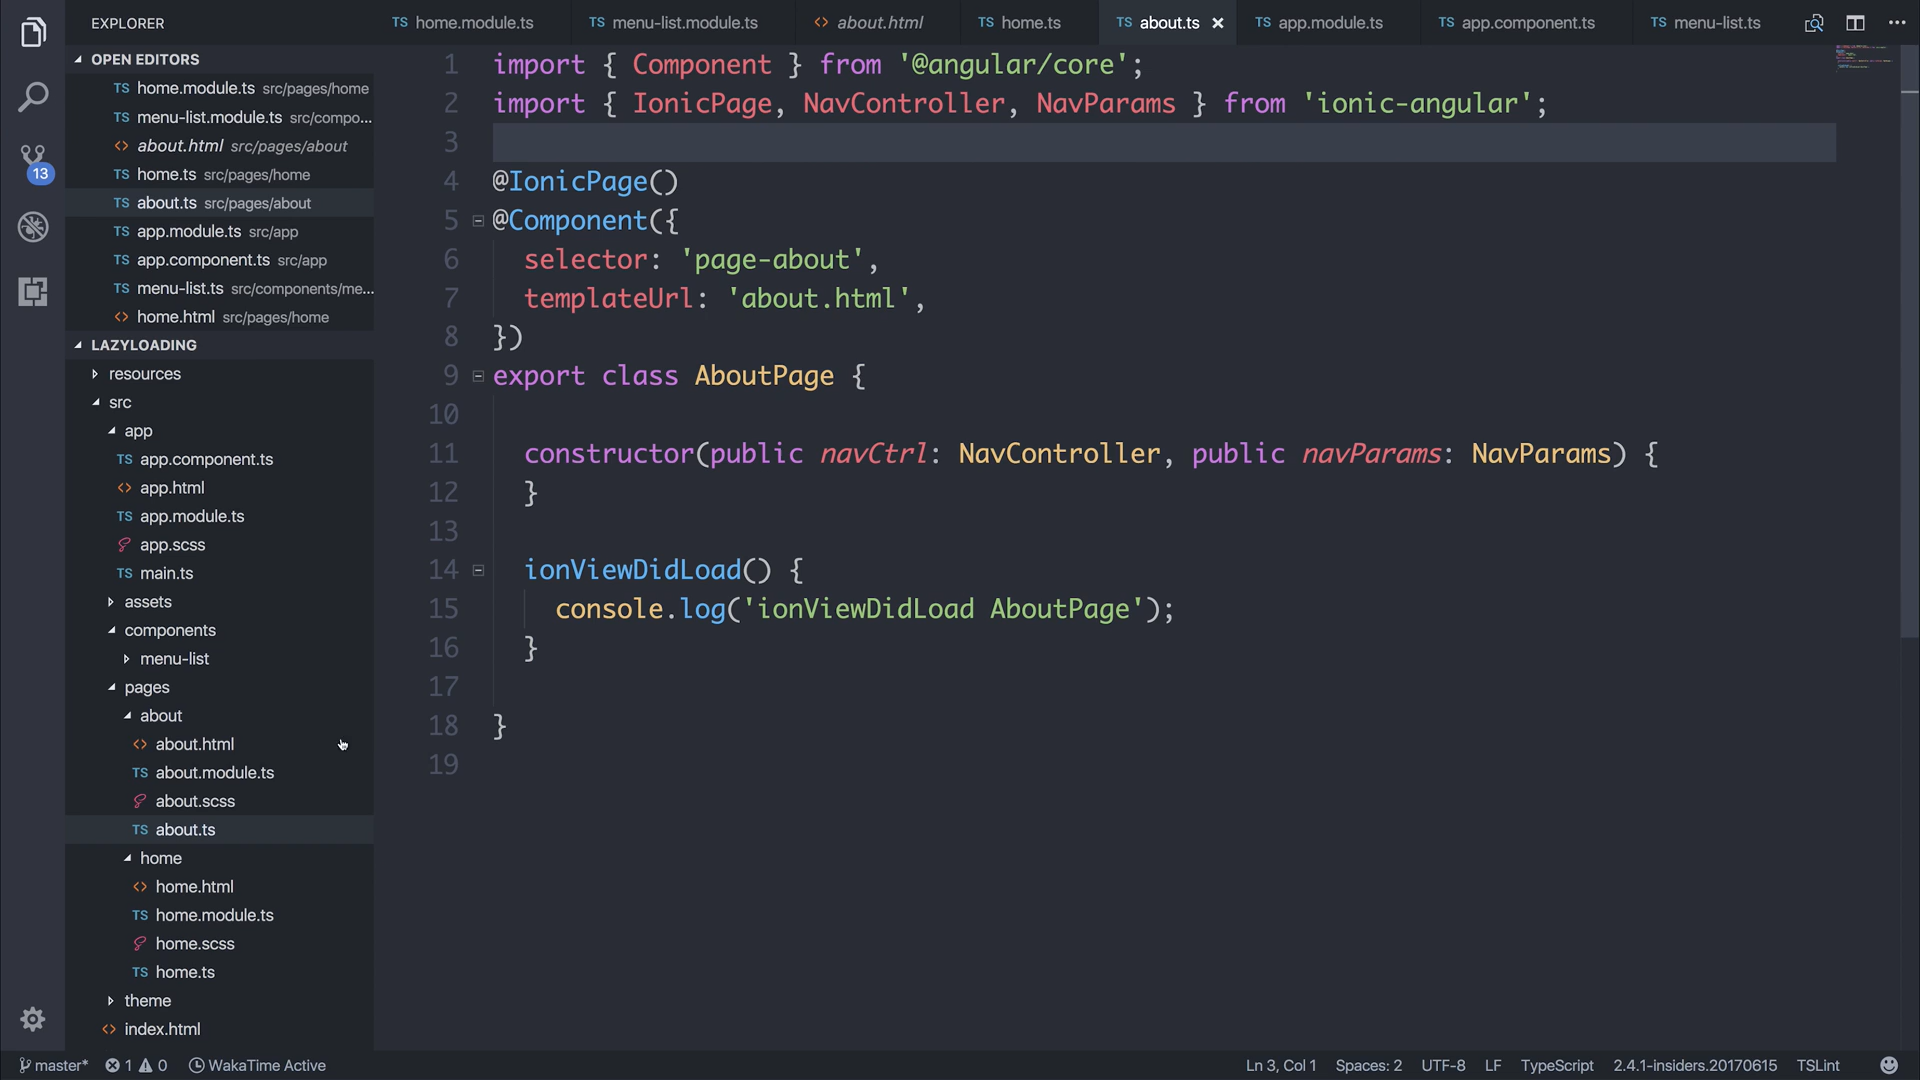 EXPLORER
OPEN EDITORS
TS home.module.ts src/pages/home
TS menu-list.module.ts src/compo...
<> about.html src/pages/about
TS home.ts src/pages/home
TS about.ts src/pages/about
TS app.module.ts src/app
TS app.component.ts src/app
TS menu-list.ts src/components/me...
<> home.html src/pages/home
LAZYLOADING
resources
src
app
TS app.component.ts
<> app.html
TS app.module.ts
app.scss
TS main.ts
assets
components
menu-list
pages
about
<> about.html
TS about.module.ts
about.scss
TS about.ts
home
<> home.html
TS home.module.ts
home.scss
TS home.ts
theme
<> index.html
13
TS home.module.ts TS menu-list.module.ts <> about.html TS home.ts TS about.ts × TS app.module.ts TS app.component.ts TS menu-list.ts
1 import { Component } from '@angular/core';
2 import { IonicPage, NavController, NavParams } from 'ionic-angular';
3
4 @IonicPage()
5 @Component({
6 selector: 'page-about',
7 templateUrl: 'about.html',
8 })
9 export class AboutPage {
10
11 constructor(public navCtrl: NavController, public navParams: NavParams) {
12 }
13
14 ionViewDidLoad() {
15 console.log('ionViewDidLoad AboutPage');
16 }
17
18 }
19
master* 1 0 WakaTime Active Ln 3, Col 1 Spaces: 2 UTF-8 LF TypeScript 2.4.1-insiders.20170615 TSLint